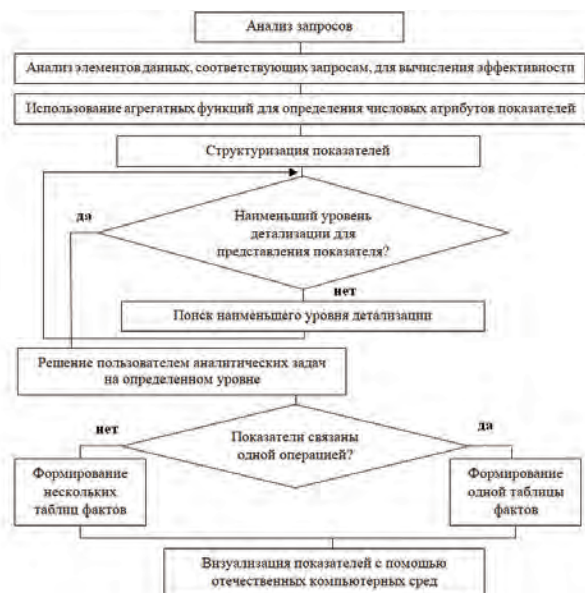 Анализ запросов
Анализ элементов данных, соответствующих запросам, для вычисления эффективности
Использование агрегатных функций для определения числовых атрибутов показателей
Структуризация показателей
да
Наименьший уровень
детализации для
представления показателя?
нет
Поиск наименьшего уровня детализации
Решение пользователем аналитических задач
на определенном уровне
нет
Показатели связаны
одной операцией?
да
Формирование
нескольких
таблиц фактов
Формирование
одной таблицы
фактов
Визуализация показателей с помощью
отечественных компьютерных сред